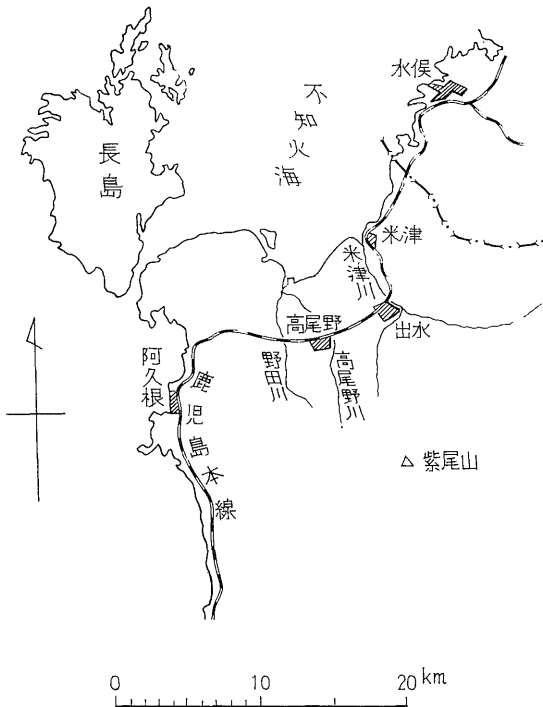 水俣
不知火海
長島
米津
米津川
出水
高尾野
野田川
高尾野川
阿久根
鹿児島本線
紫尾山
0 10 20 km